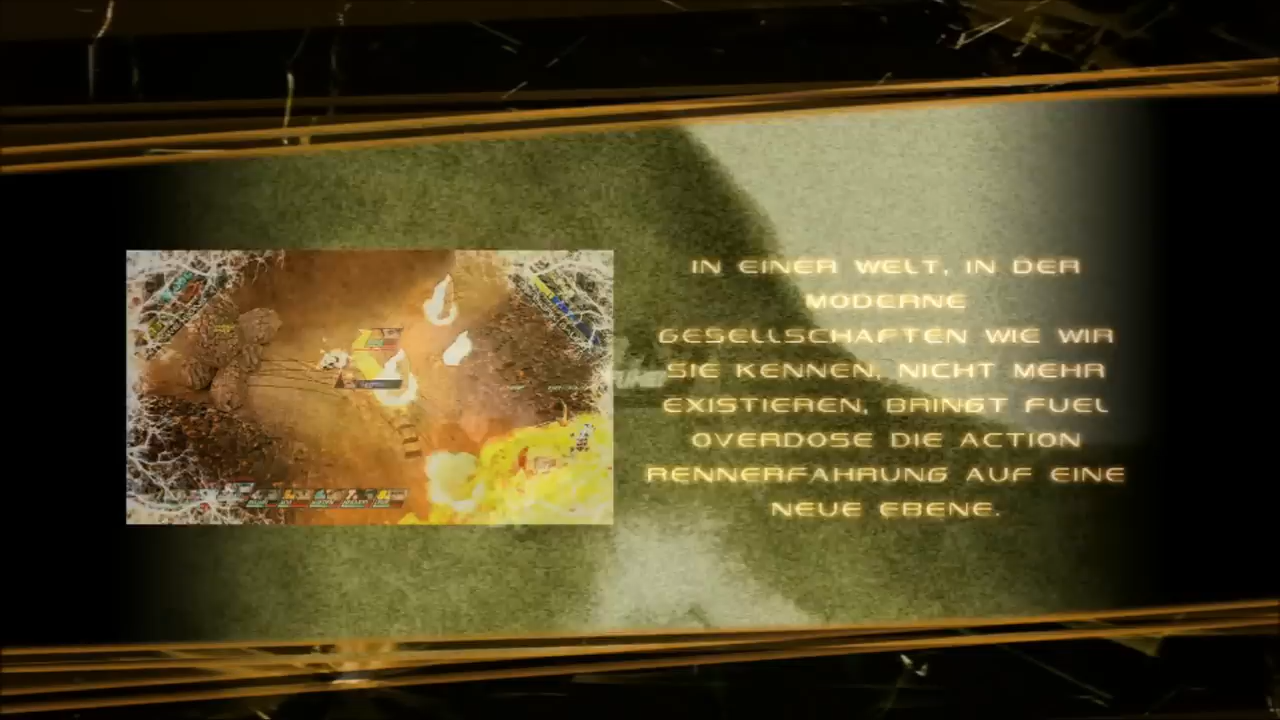 IN EINER WELT, IN DER
MODERNE
GESELLSCHAFTEN WIE WIR
SIE KENNEN, NICHT MEHR
EXISTIEREN, BRINGT FUEL
OVERDOSE DIE ACTION
RENNERFAHRUNG AUF EINE
NEUE EBENE.